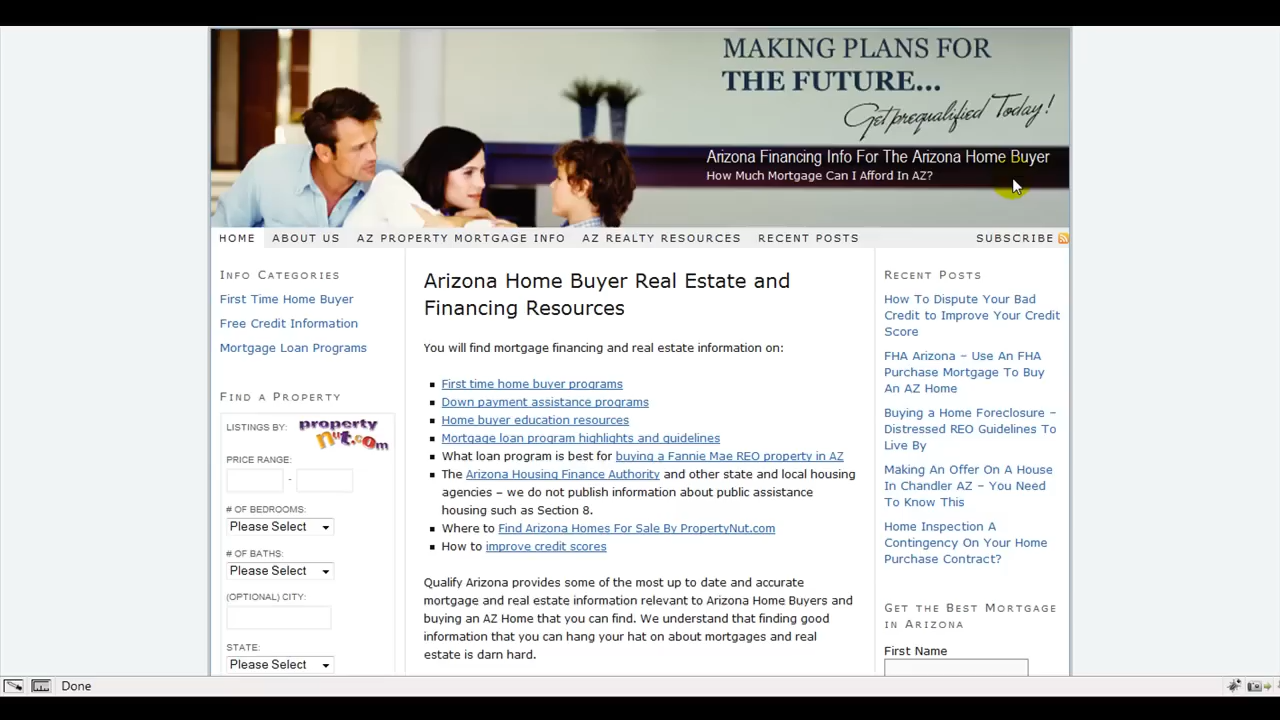 MAKING PLANS FOR
THE FUTURE...
Get prequalified Today!
Arizona Financing Info For The Arizona Home Buyer
How Much Mortgage Can I Afford In AZ?
HOME ABOUT US AZ PROPERTY MORTGAGE INFO AZ REALTY RESOURCES RECENT POSTS SUBSCRIBE
INFO CATEGORIES
First Time Home Buyer
Free Credit Information
Mortgage Loan Programs
FIND A PROPERTY
LISTINGS BY:
property
nut.com
PRICE RANGE:
-
# OF BEDROOMS:
Please Select
# OF BATHS:
Please Select
(OPTIONAL) CITY:
STATE:
Please Select
Arizona Home Buyer Real Estate and
Financing Resources
You will find mortgage financing and real estate information on:
First time home buyer programs
Down payment assistance programs
Home buyer education resources
Mortgage loan program highlights and guidelines
What loan program is best for buying a Fannie Mae REO property in AZ
The Arizona Housing Finance Authority and other state and local housing
agencies – we do not publish information about public assistance
housing such as Section 8.
Where to Find Arizona Homes For Sale By PropertyNut.com
How to improve credit scores
Qualify Arizona provides some of the most up to date and accurate
mortgage and real estate information relevant to Arizona Home Buyers and
buying an AZ Home that you can find. We understand that finding good
information that you can hang your hat on about mortgages and real
estate is darn hard.
RECENT POSTS
How To Dispute Your Bad
Credit to Improve Your Credit
Score
FHA Arizona – Use An FHA
Purchase Mortgage To Buy
An AZ Home
Buying a Home Foreclosure –
Distressed REO Guidelines To
Live By
Making An Offer On A House
In Chandler AZ – You Need
To Know This
Home Inspection A
Contingency On Your Home
Purchase Contract?
GET THE BEST MORTGAGE
IN ARIZONA
First Name
Done